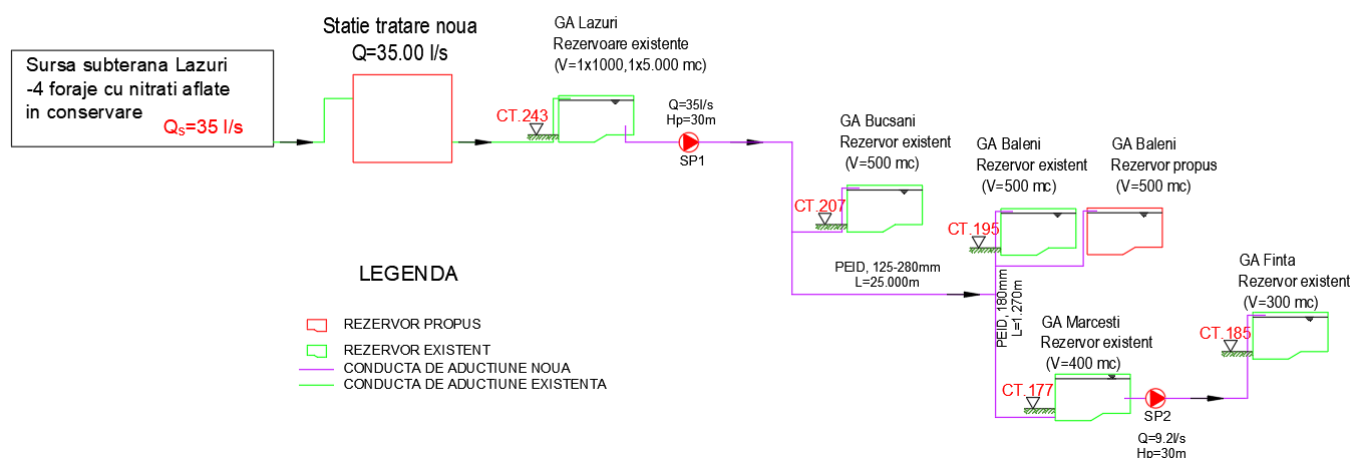 Sursa subterana Lazuri
-4 foraje cu nitrati aflate
in conservare
Qs=35 l/s
Statie tratare noua
Q=35.00 l/s
GA Lazuri
Rezervoare existente
(V=1x1000,1x5.000 mc)
CT.243
Q=35l/s
Hp=30m
SP1
GA Bucsani
Rezervor existent
(V=500 mc)
CT.207
GA Baleni
Rezervor existent
(V=500 mc)
CT.195
GA Baleni
Rezervor propus
(V=500 mc)
PEID, 125-280mm
L=25.000m
PEID, 180mm
L=1.270m
GA Marcesti
Rezervor existent
(V=400 mc)
CT.177
SP2
Q=9.2l/s
Hp=30m
GA Finta
Rezervor existent
(V=300 mc)
CT.185
LEGENDA
REZERVOR PROPUS
REZERVOR EXISTENT
CONDUCTA DE ADUCTIUNE NOUA
CONDUCTA DE ADUCTIUNE EXISTENTA